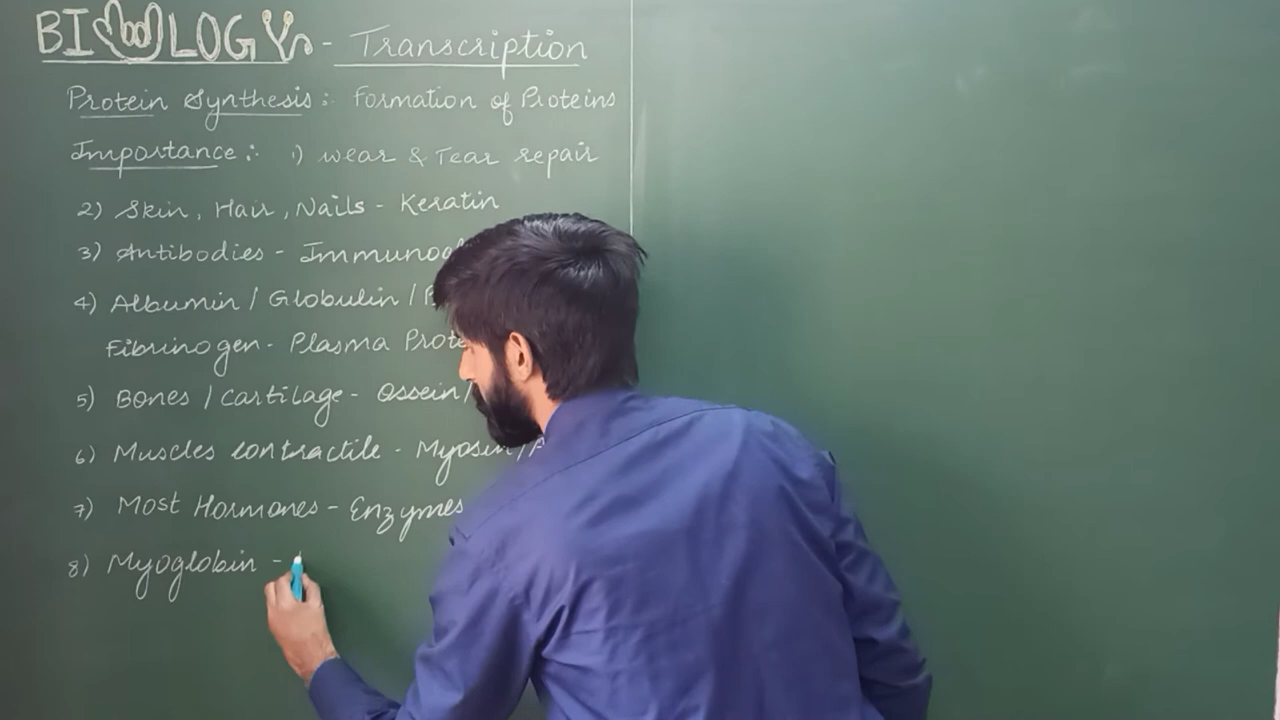 BIOLOGY - Transcription
Protein Synthesis : Formation of Proteins
Importance : 1) wear & Tear repair
2) Skin, Hair, Nails - Keratin
3) Antibodies -
4) Albumin / Globulin /
Fibrinogen - Plasma
5) Bones / Cartilage - Ossein /
6) Muscles contractile - Myosin /
7) Most Hormones - Enzymes
8) Myoglobin -